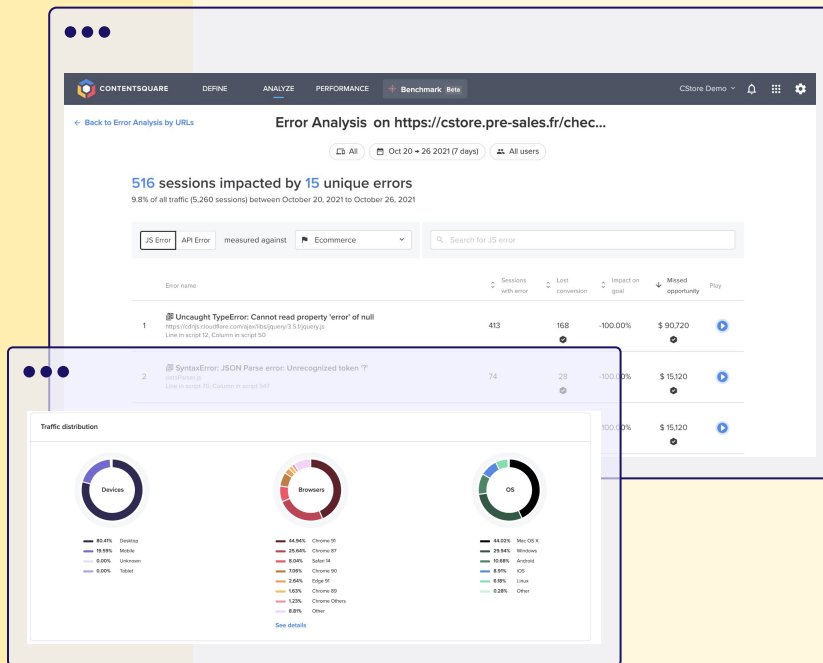 CONTENTSQUARE DEFINE ANALYZE PERFORMANCE + Benchmark Beta CStore Demo
← Back to Error Analysis by URLs
Error Analysis on https://cstore.pre-sales.fr/chec...
All Oct 20 → 26 2021 (7 days) All users
516 sessions impacted by 15 unique errors
9.8% of all traffic (5,260 sessions) between October 20, 2021 to October 26, 2021
JS Error API Error measured against Ecommerce Search for JS error
Error name Sessions with error Lost conversion Impact on goal Missed opportunity Play
1 Uncaught TypeError: Cannot read property 'error' of null 413 168 -100.00% $ 90,720
https://cdnjs.cloudflare.com/ajax/libs/jquery/3.5.1/jquery.js
Line in script 12, Column in script 50
2 SyntaxError: JSON Parse error: Unrecognized token '?' 74 28 -100.00% $ 15,120
Line in script 70, Column in script 547
-100.00% $ 15,120
Traffic distribution
Devices
80.41% Desktop
19.59% Mobile
0.00% Unknown
0.00% Tablet
Browsers
44.94% Chrome 91
25.64% Chrome 87
8.04% Safari 14
7.06% Chrome 90
2.64% Edge 91
1.63% Chrome 89
1.23% Chrome Others
8.81% Other
See details
OS
44.02% Mac OS X
29.94% Windows
10.68% Android
8.91% iOS
6.18% Linux
0.28% Other